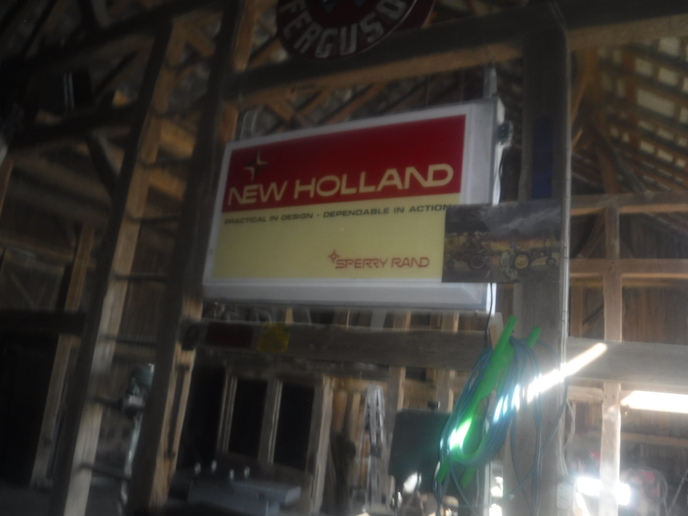 FERGUSO
NEW HOLLAND
PRACTICAL IN DESIGN - DEPENDABLE IN ACTION
SPERRY RAND